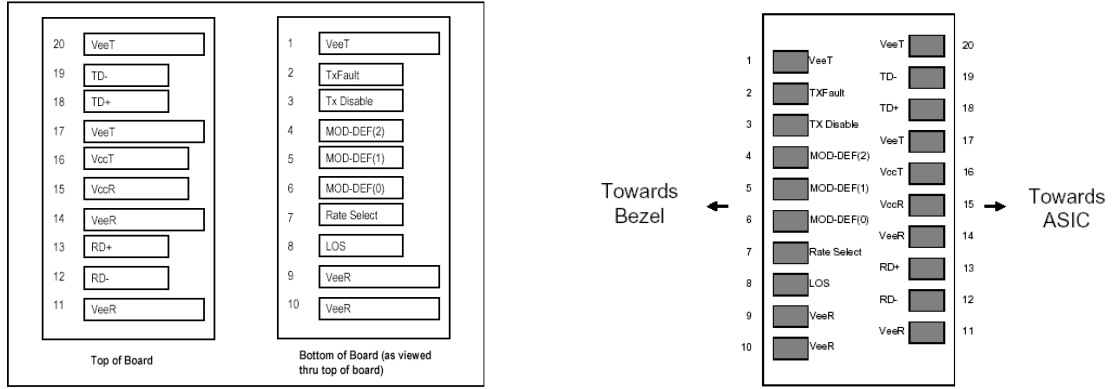 20 VeeT
19 TD-
18 TD+
17 VeeT
16 VccT
15 VccR
14 VeeR
13 RD+
12 RD-
11 VeeR
Top of Board
1 VeeT
2 TxFault
3 Tx Disable
4 MOD-DEF(2)
5 MOD-DEF(1)
6 MOD-DEF(0)
7 Rate Select
8 LOS
9 VeeR
10 VeeR
Bottom of Board (as viewed
thru top of board)
Towards
Bezel
1 VeeT
2 TXFault
3 TX Disable
4 MOD-DEF(2)
5 MOD-DEF(1)
6 MOD-DEF(0)
7 Rate Select
8 LOS
9 VeeR
10 VeeR
VeeT 20
TD- 19
TD+ 18
VeeT 17
VccT 16
VccR 15
VeeR 14
RD+ 13
RD- 12
VeeR 11
Towards
ASIC